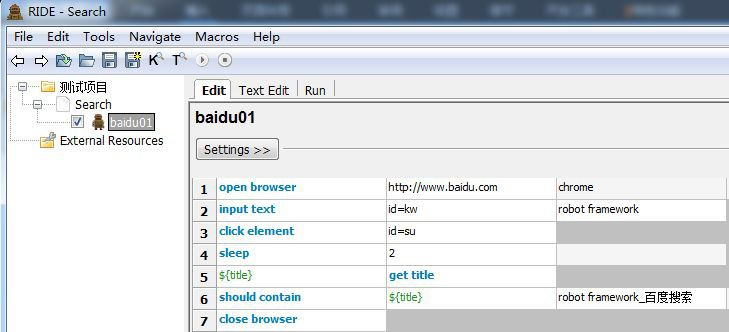 RIDE - Search
File Edit Tools Navigate Macros Help
测试项目
Search
baidu01
External Resources
Edit Text Edit Run
baidu01
Settings >>
1 open browser http://www.baidu.com chrome
2 input text id=kw robot framework
3 click element id=su
4 sleep 2
5 ${title} get title
6 should contain ${title} robot framework_百度搜索
7 close browser